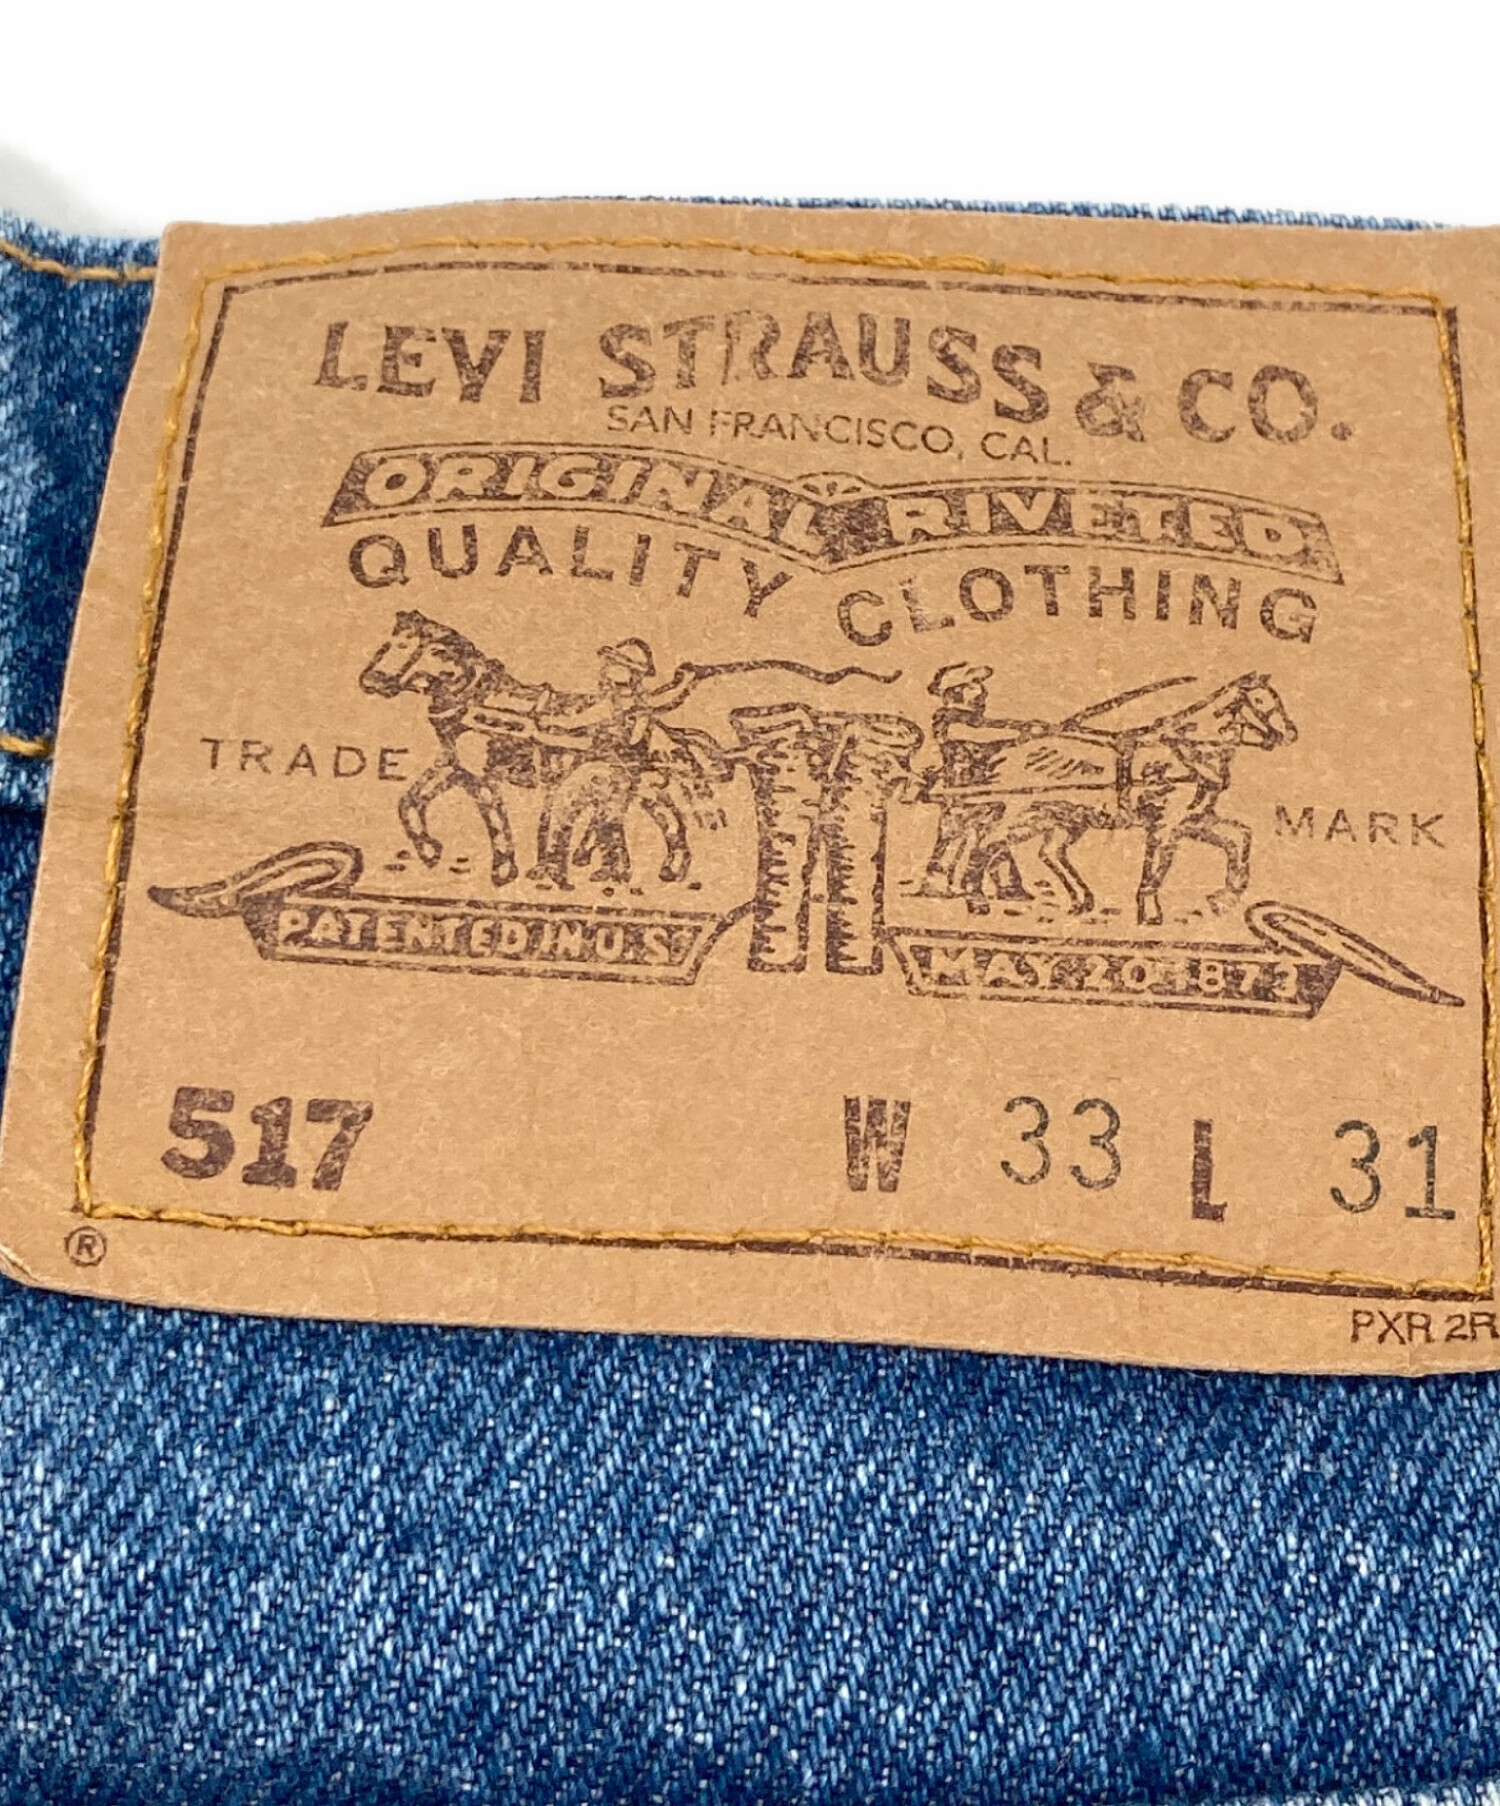 LEVI STRAUSS & CO.
SAN FRANCISCO, CAL.
ORIGINAL RIVETED
QUALITY CLOTHING
TRADE MARK
PATENTED IN U.S. MAY 20 1873
517 W 33 L 31
®
PXR 2R